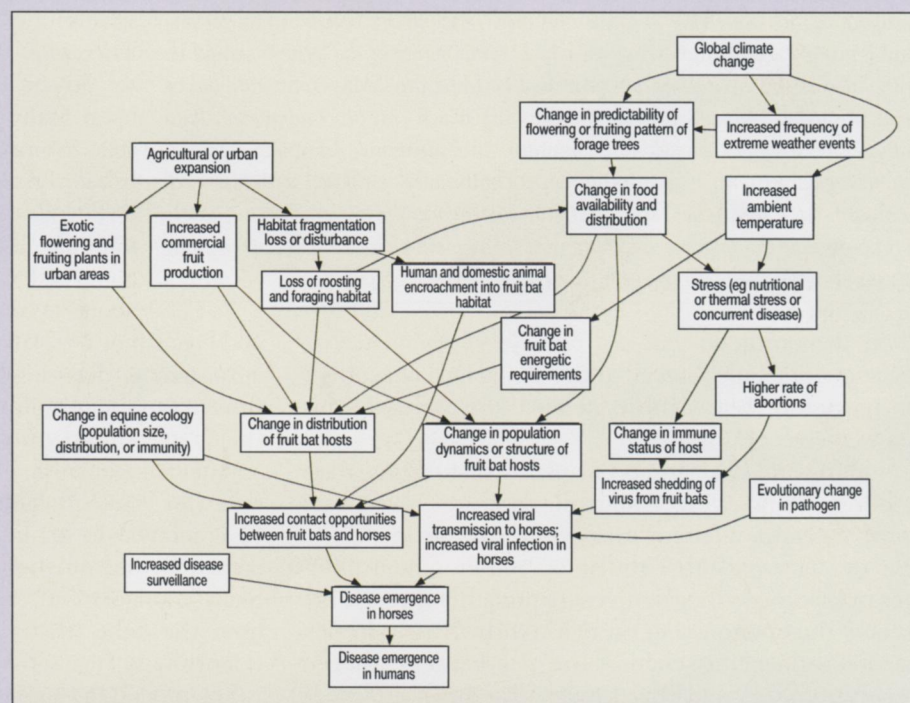 Global climate
change
Change in predictability of
flowering or fruiting pattern of
forage trees
Increased frequency of
extreme weather events
Agricultural or urban
expansion
Exotic
flowering and
fruiting plants in
urban areas
Increased
commercial
fruit
production
Habitat fragmentation
loss or disturbance
Change in food
availability and
distribution
Increased
ambient
temperature
Loss of roosting
and foraging habitat
Human and domestic animal
encroachment into fruit bat
habitat
Stress (eg nutritional
or thermal stress or
concurrent disease)
Change in
fruit bat
energetic
requirements
Higher rate of
abortions
Change in equine ecology
(population size,
distribution, or immunity)
Change in distribution
of fruit bat hosts
Change in population
dynamics or structure of
fruit bat hosts
Change in immune
status of host
Increased shedding of
virus from fruit bats
Evolutionary change
in pathogen
Increased contact opportunities
between fruit bats and horses
Increased viral
transmission to horses;
increased viral infection in
horses
Increased disease
surveillance
Disease emergence
in horses
Disease emergence
in humans